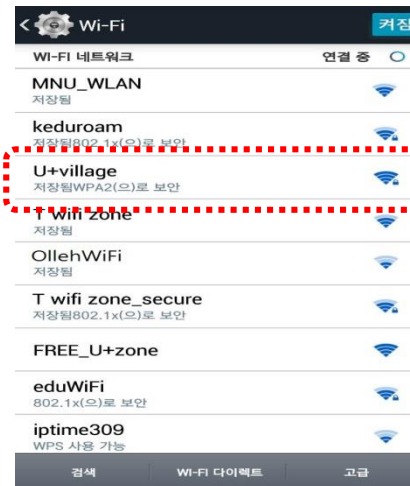 < Wi-Fi 켜짐
WI-FI 네트워크 연결 중
MNU_WLAN
저장됨
keduroam
저장됨802.1x(으)로 보안
U+village
저장됨WPA2(으)로 보안
T wifi zone
저장됨
OllehWiFi
저장됨
T wifi zone_secure
저장됨802.1x(으)로 보안
FREE_U+zone
eduWiFi
802.1x(으)로 보안
iptime309
WPS 사용 가능
검색 WI-FI 다이렉트 고급